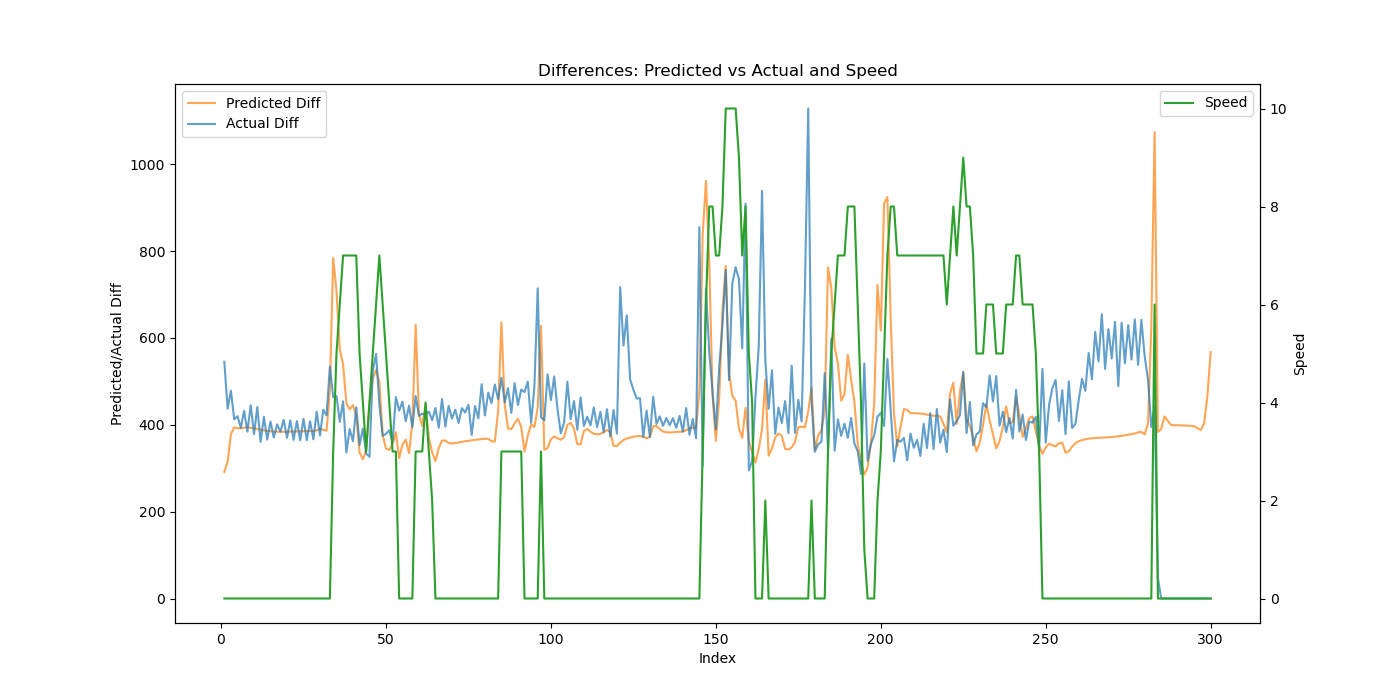 Differences: Predicted vs Actual and Speed
Predicted Diff
Actual Diff
Speed
1000
800
600
400
200
0
Predicted/Actual Diff
10
8
6
4
2
0
Speed
0 50 100 150 200 250 300
Index